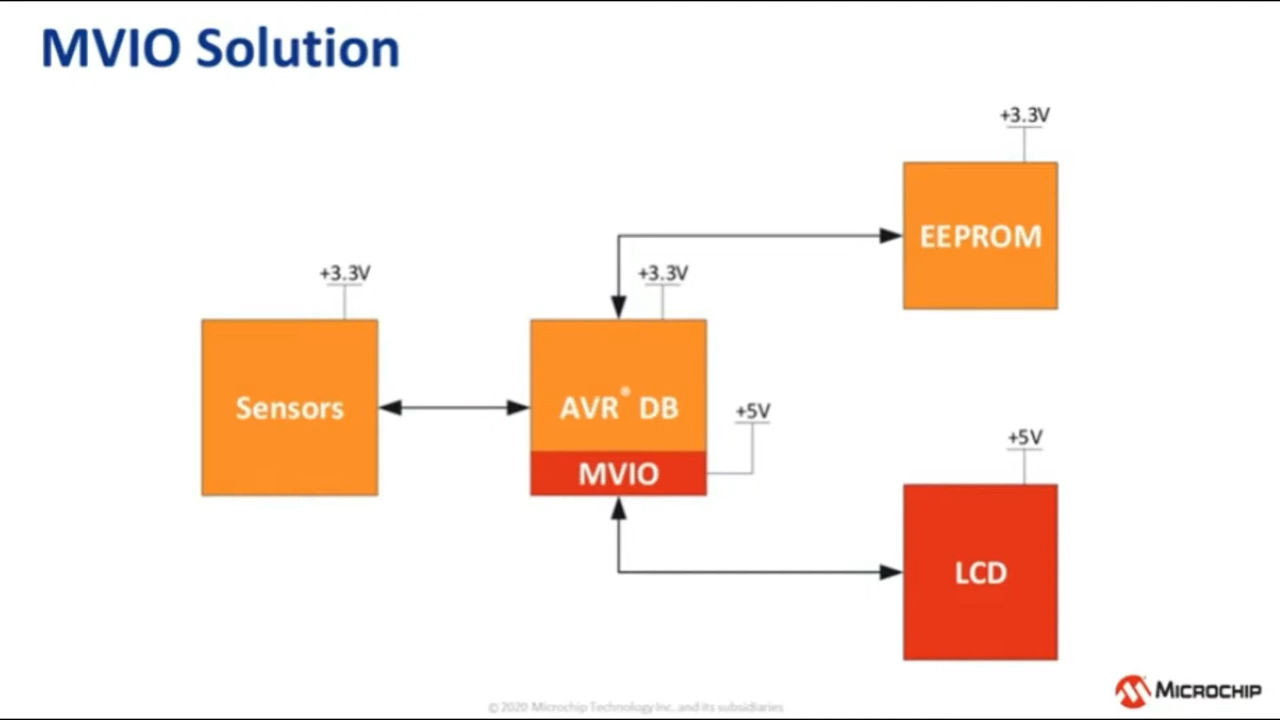 MVIO Solution
+3.3V
EEPROM
+3.3V
+3.3V
Sensors
AVR® DB
+5V
MVIO
+5V
LCD
© 2020 Microchip Technology Inc. and its subsidiaries
MICROCHIP